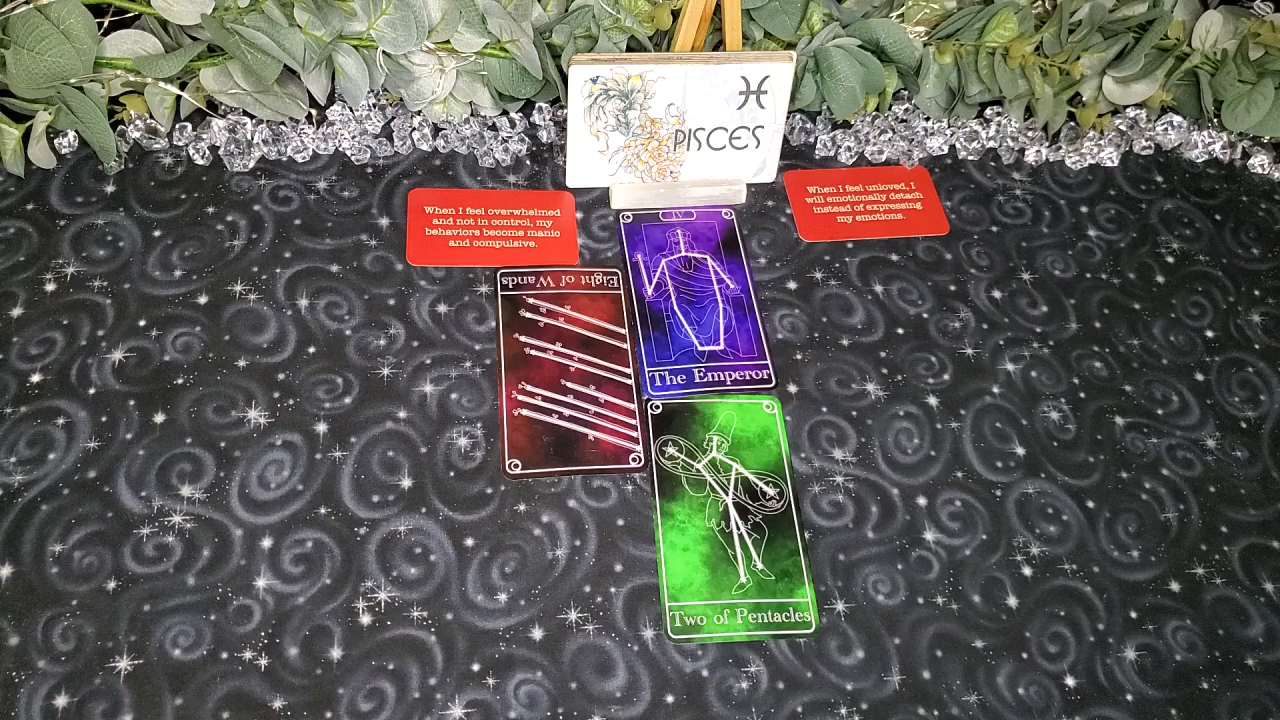 ♓
PISCES
When I feel overwhelmed
and not in control, my
behaviors become manic
and compulsive.
When I feel unloved, I
will emotionally detach
instead of expressing
my emotions.
IV
The Emperor
Eight of Wands
Two of Pentacles